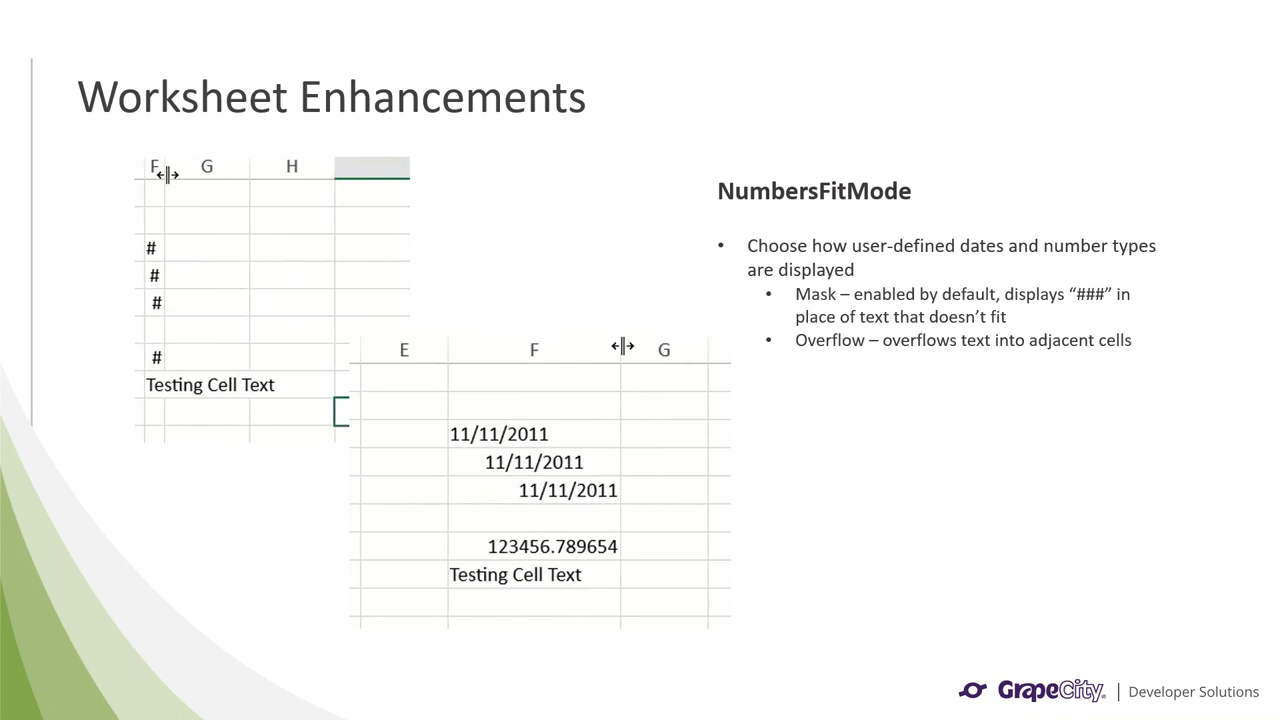 Worksheet Enhancements
F G H
#
#
#
#
Testing Cell Text
E F G
11/11/2011
11/11/2011
11/11/2011
123456.789654
Testing Cell Text
NumbersFitMode
• Choose how user-defined dates and number types
are displayed
• Mask – enabled by default, displays “###” in
place of text that doesn’t fit
• Overflow – overflows text into adjacent cells
GrapeCity | Developer Solutions